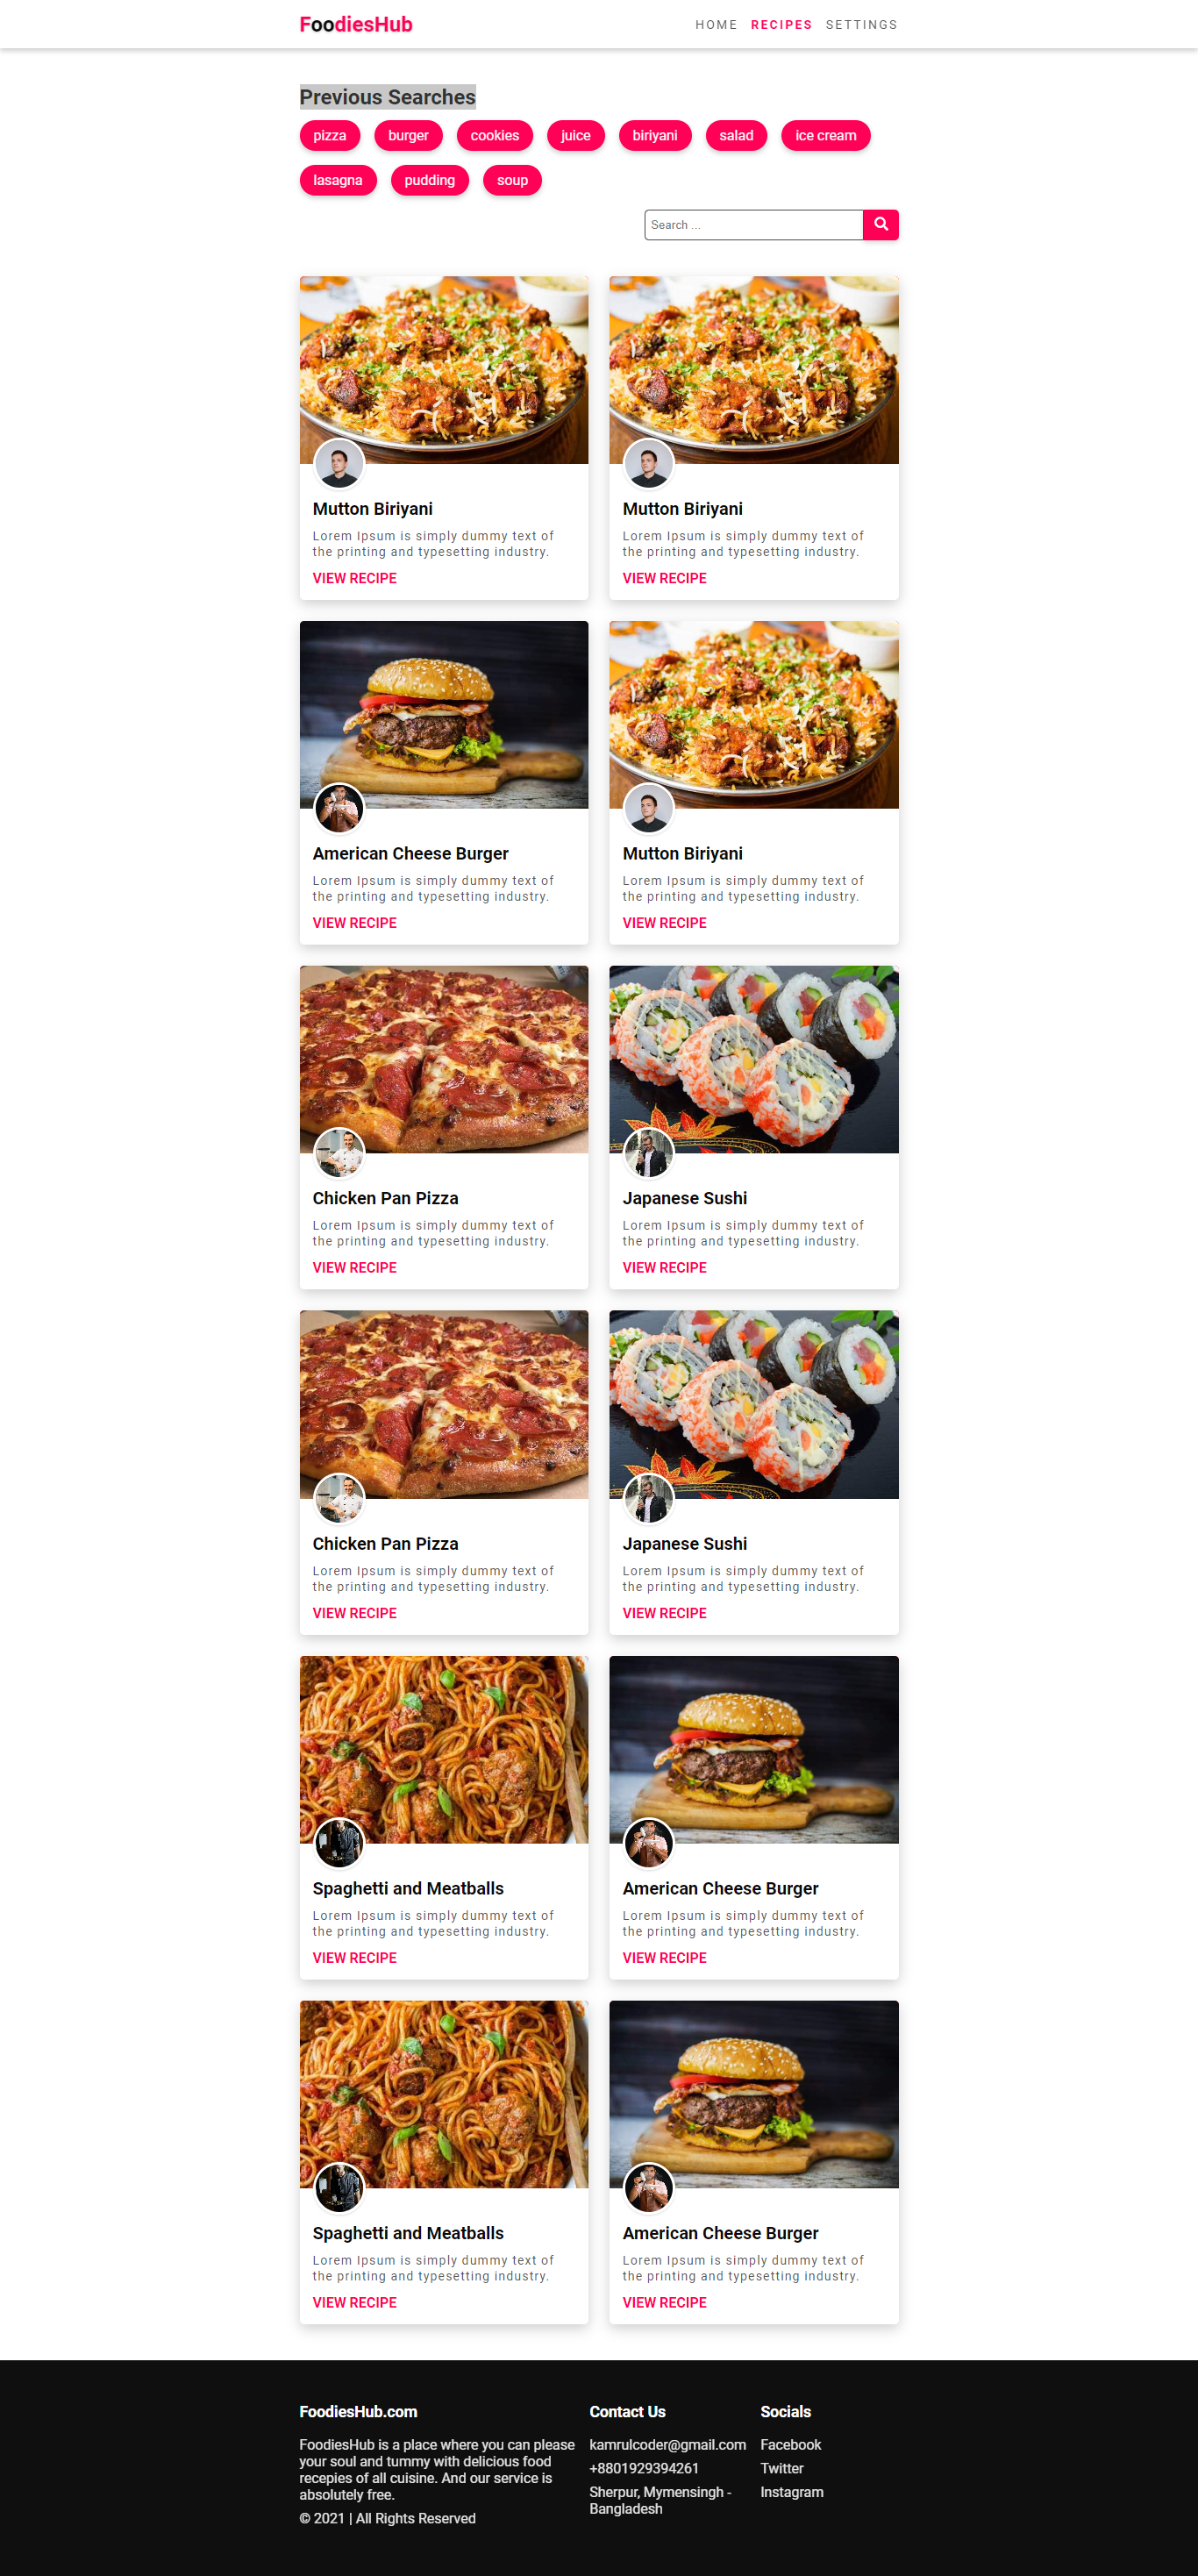 FoodiesHub
HOME RECIPES SETTINGS
Previous Searches
pizza burger cookies juice biriyani salad ice cream
lasagna pudding soup
Search ...
Mutton Biriyani
Lorem Ipsum is simply dummy text of
the printing and typesetting industry.
VIEW RECIPE
Mutton Biriyani
Lorem Ipsum is simply dummy text of
the printing and typesetting industry.
VIEW RECIPE
American Cheese Burger
Lorem Ipsum is simply dummy text of
the printing and typesetting industry.
VIEW RECIPE
Mutton Biriyani
Lorem Ipsum is simply dummy text of
the printing and typesetting industry.
VIEW RECIPE
Chicken Pan Pizza
Lorem Ipsum is simply dummy text of
the printing and typesetting industry.
VIEW RECIPE
Japanese Sushi
Lorem Ipsum is simply dummy text of
the printing and typesetting industry.
VIEW RECIPE
Chicken Pan Pizza
Lorem Ipsum is simply dummy text of
the printing and typesetting industry.
VIEW RECIPE
Japanese Sushi
Lorem Ipsum is simply dummy text of
the printing and typesetting industry.
VIEW RECIPE
Spaghetti and Meatballs
Lorem Ipsum is simply dummy text of
the printing and typesetting industry.
VIEW RECIPE
American Cheese Burger
Lorem Ipsum is simply dummy text of
the printing and typesetting industry.
VIEW RECIPE
Spaghetti and Meatballs
Lorem Ipsum is simply dummy text of
the printing and typesetting industry.
VIEW RECIPE
American Cheese Burger
Lorem Ipsum is simply dummy text of
the printing and typesetting industry.
VIEW RECIPE
FoodiesHub.com
FoodiesHub is a place where you can please
your soul and tummy with delicious food
recepies of all cuisine. And our service is
absolutely free.
© 2021 | All Rights Reserved
Contact Us
kamrulcoder@gmail.com
+8801929394261
Sherpur, Mymensingh -
Bangladesh
Socials
Facebook
Twitter
Instagram